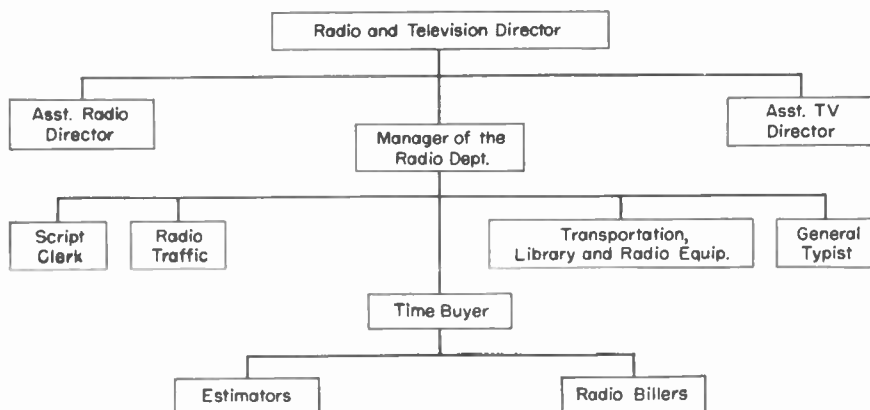 Radio and Television Director
Asst. Radio
Director
Manager of the
Radio Dept.
Asst. TV
Director
Script
Clerk
Radio
Traffic
Transportation,
Library and Radio Equip.
General
Typist
Time Buyer
Estimators
Radio Billers